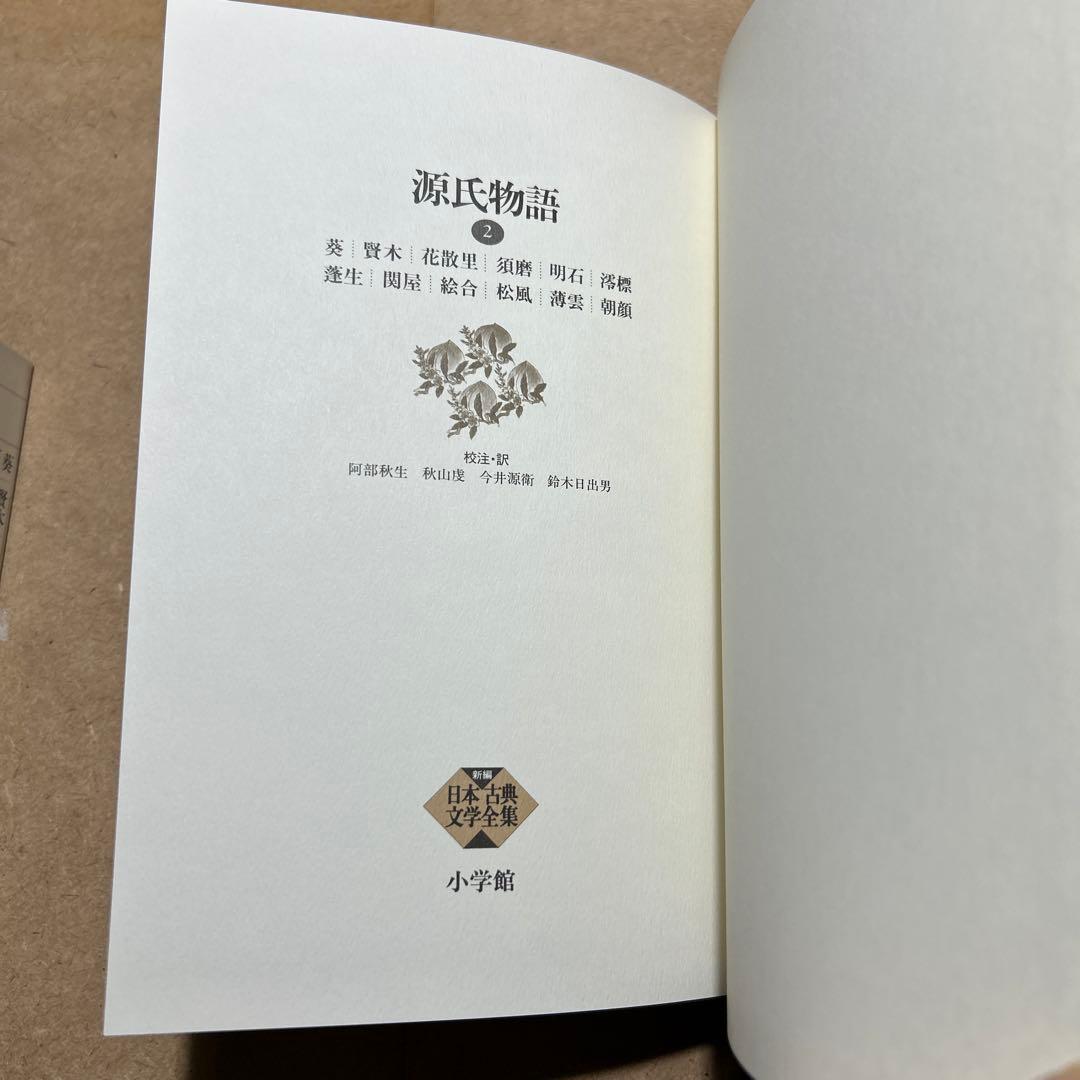 源氏物語
2
葵 賢木 花散里 須磨 明石 澪標
蓬生 関屋 絵合 松風 薄雲 朝顔
校注・訳
阿部秋生 秋山虔 今井源衛 鈴木日出男
新編
日本古典
文学全集
小学館
葵
賢木